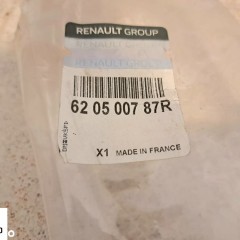 RENAULT GROUP
62 05 007 87R
X1 MADE IN FRANCE